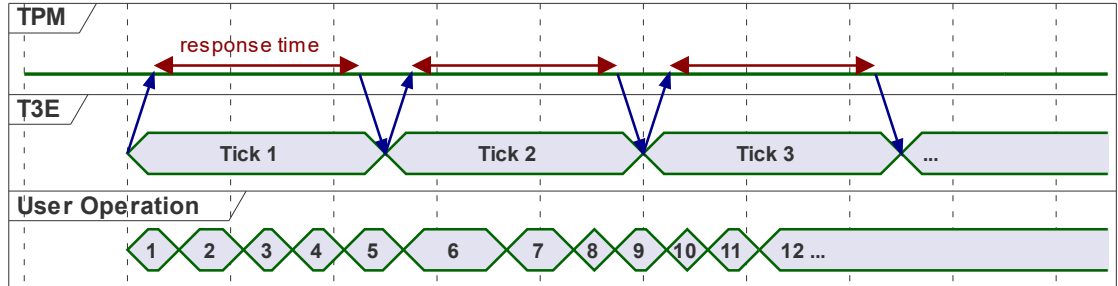 TPM
response time
T3E
Tick 1 Tick 2 Tick 3 ...
User Operation
1 2 3 4 5 6 7 8 9 10 11 12 ...